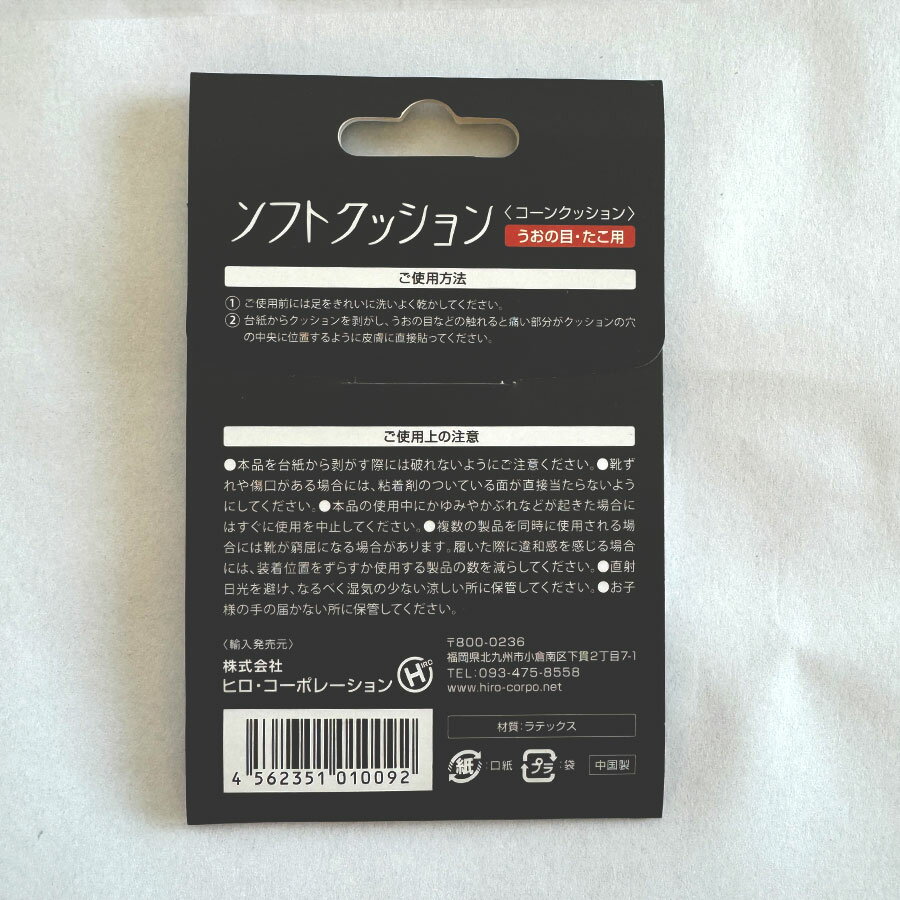 ソフトクッション〈コーンクッション〉
うおの目・たこ用
ご使用方法
① ご使用前には足をきれいに洗いよく乾かしてください。
② 台紙からクッションを剥がし、うおの目などの触れると痛い部分がクッションの穴
の中央に位置するように皮膚に直接貼ってください。
ご使用上の注意
●本品を台紙から剥がす際には破れないようにご注意ください。●靴ず
れや傷口がある場合には、粘着剤のついている面が直接当たらないよう
にしてください。●本品の使用中にかゆみやかぶれなどが起きた場合に
はすぐに使用を中止してください。●複数の製品を同時に使用される場
合には靴が窮屈になる場合があります。履いた際に違和感を感じる場合
には、装着位置をずらすか使用する製品の数を減らしてください。●直射
日光を避け、なるべく湿気の少ない涼しい所に保管してください。●お子
様の手の届かない所に保管してください。
〈輸入発売元〉
株式会社
ヒロ・コーポレーション
HIRO
〒800-0236
福岡県北九州市小倉南区下貫2丁目7-1
TEL:093-475-8558
www.hiro-corpo.net
材質:ラテックス
4 562351 010092
紙:口紙 プラ:袋 中国製